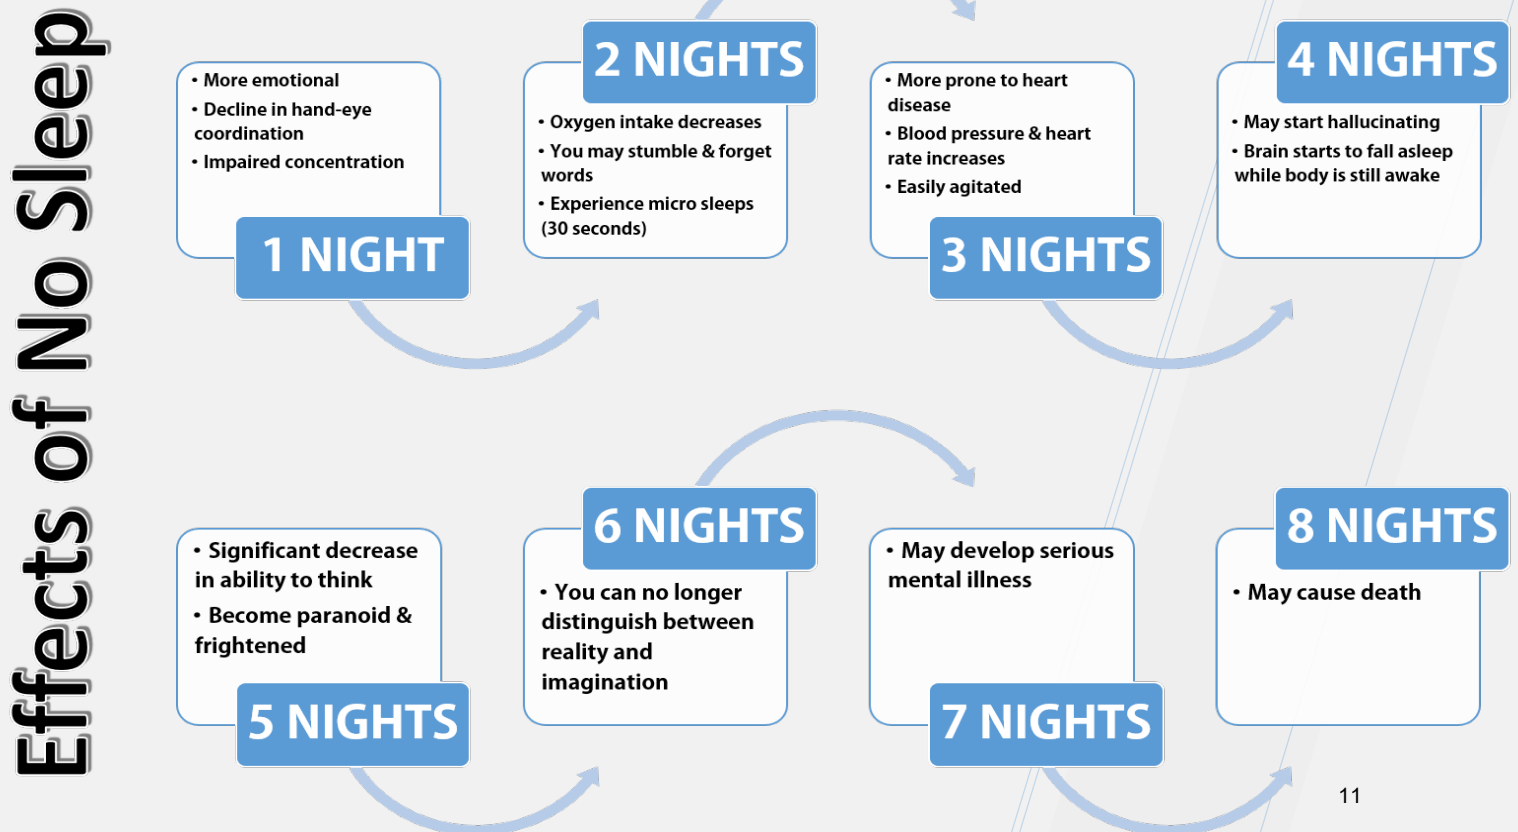 Effects of No Sleep
• More emotional
• Decline in hand-eye
coordination
• Impaired concentration
1 NIGHT
2 NIGHTS
• Oxygen intake decreases
• You may stumble & forget
words
• Experience micro sleeps
(30 seconds)
• More prone to heart
disease
• Blood pressure & heart
rate increases
• Easily agitated
3 NIGHTS
4 NIGHTS
• May start hallucinating
• Brain starts to fall asleep
while body is still awake
• Significant decrease
in ability to think
• Become paranoid &
frightened
5 NIGHTS
6 NIGHTS
• You can no longer
distinguish between
reality and
imagination
• May develop serious
mental illness
7 NIGHTS
8 NIGHTS
• May cause death
11